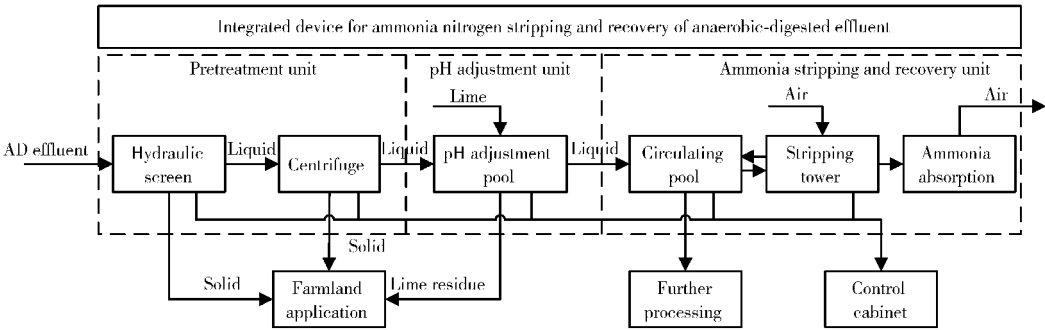 Integrated device for ammonia nitrogen stripping and recovery of anaerobic-digested effluent
Pretreatment unit
pH adjustment unit
Ammonia stripping and recovery unit
Lime
Air
Air
AD effluent
Hydraulic
screen
Liquid
Centrifuge
Liquid
pH adjustment
pool
Liquid
Circulating
pool
Stripping
tower
Ammonia
absorption
Solid
Solid
Farmland
application
Lime residue
Further
processing
Control
cabinet